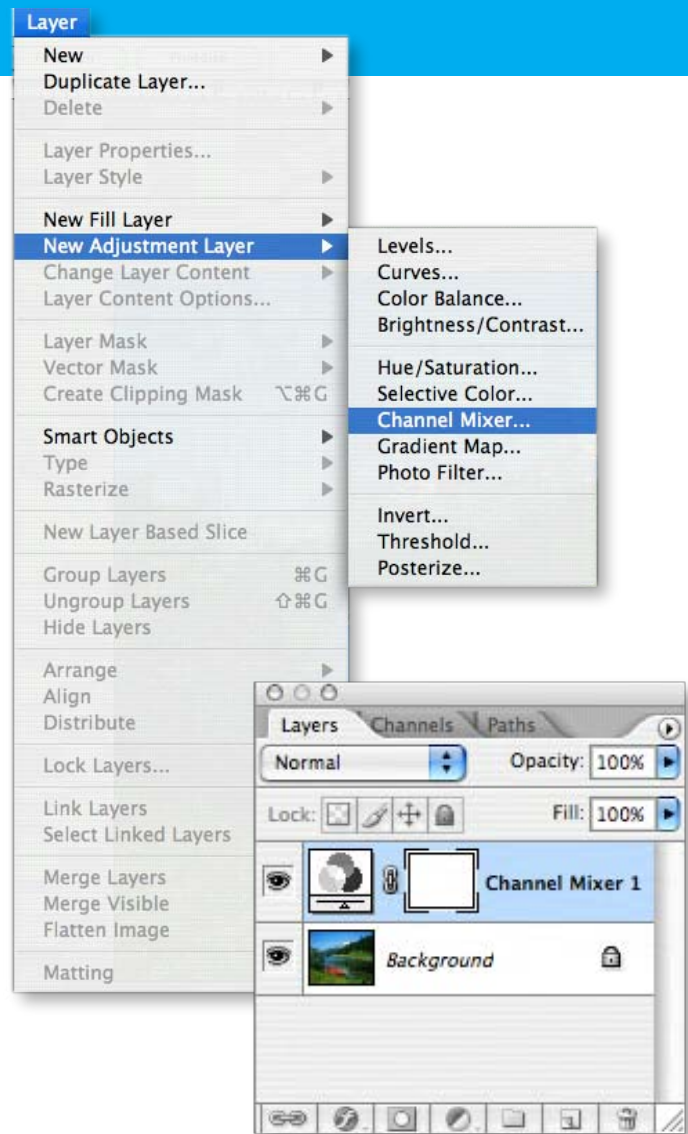 Layer
New
Duplicate Layer...
Delete
Layer Properties...
Layer Style
New Fill Layer
New Adjustment Layer
Change Layer Content
Layer Content Options...
Layer Mask
Vector Mask
Create Clipping Mask ⌥⌘G
Smart Objects
Type
Rasterize
New Layer Based Slice
Group Layers ⌘G
Ungroup Layers ⇧⌘G
Hide Layers
Arrange
Align
Distribute
Lock Layers...
Link Layers
Select Linked Layers
Merge Layers
Merge Visible
Flatten Image
Matting
Levels...
Curves...
Color Balance...
Brightness/Contrast...
Hue/Saturation...
Selective Color...
Channel Mixer...
Gradient Map...
Photo Filter...
Invert...
Threshold...
Posterize...
Layers Channels Paths
Normal Opacity: 100%
Lock: Fill: 100%
Channel Mixer 1
Background